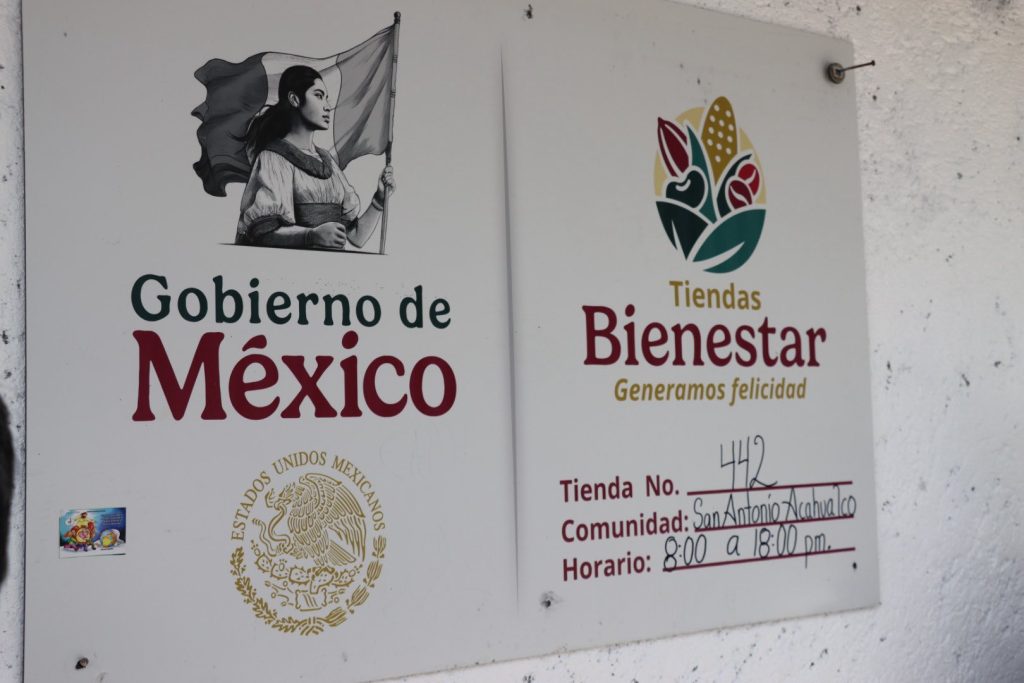 Gobierno de
México
ESTADOS UNIDOS MEXICANOS
Tiendas
Bienestar
Generamos felicidad
Tienda No. 442
Comunidad: San Antonio Acahualco
Horario: 8:00 a 18:00 pm.